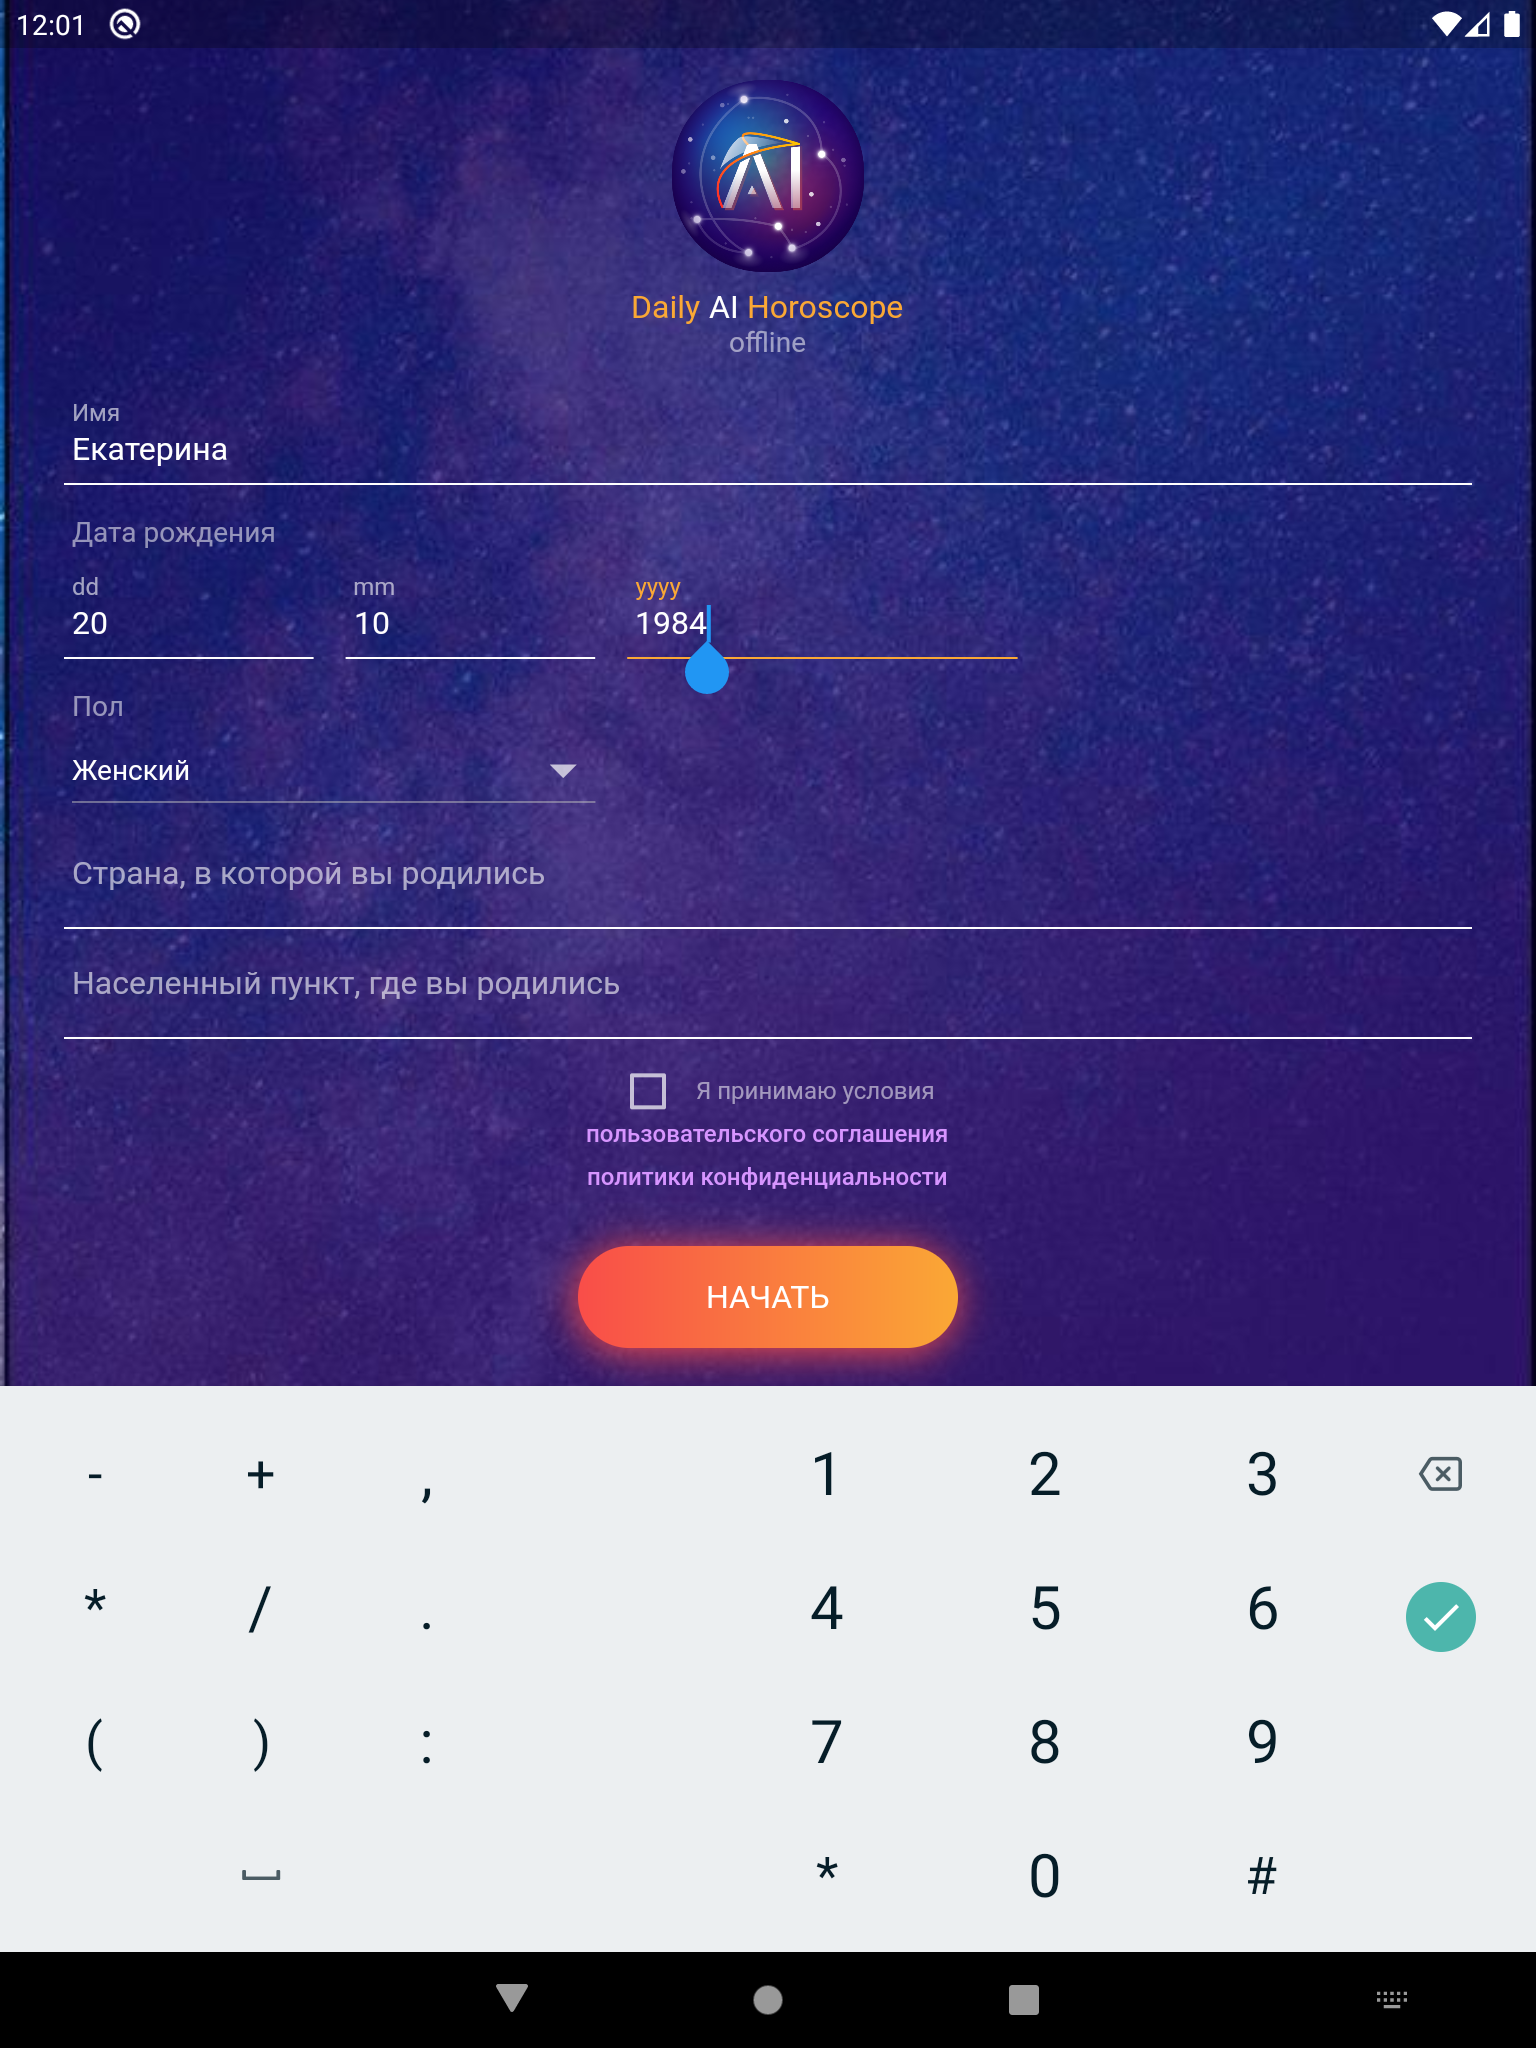 12:01
AI
Daily AI Horoscope
offline
Имя
Екатерина
Дата рождения
dd mm yyyy
20 10 1984
Пол
Женский
Страна, в которой вы родились
Населенный пункт, где вы родились
Я принимаю условия
пользовательского соглашения
политики конфиденциальности
НАЧАТЬ
- + , 1 2 3
* / . 4 5 6
( ) : 7 8 9
* 0 #